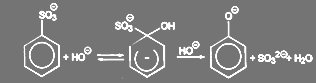 SO₃⊖ SO₃⊖ OH O⊖
+ HO⊖ ⇌ - HO⊖ → + SO₃²⊖ + H₂O